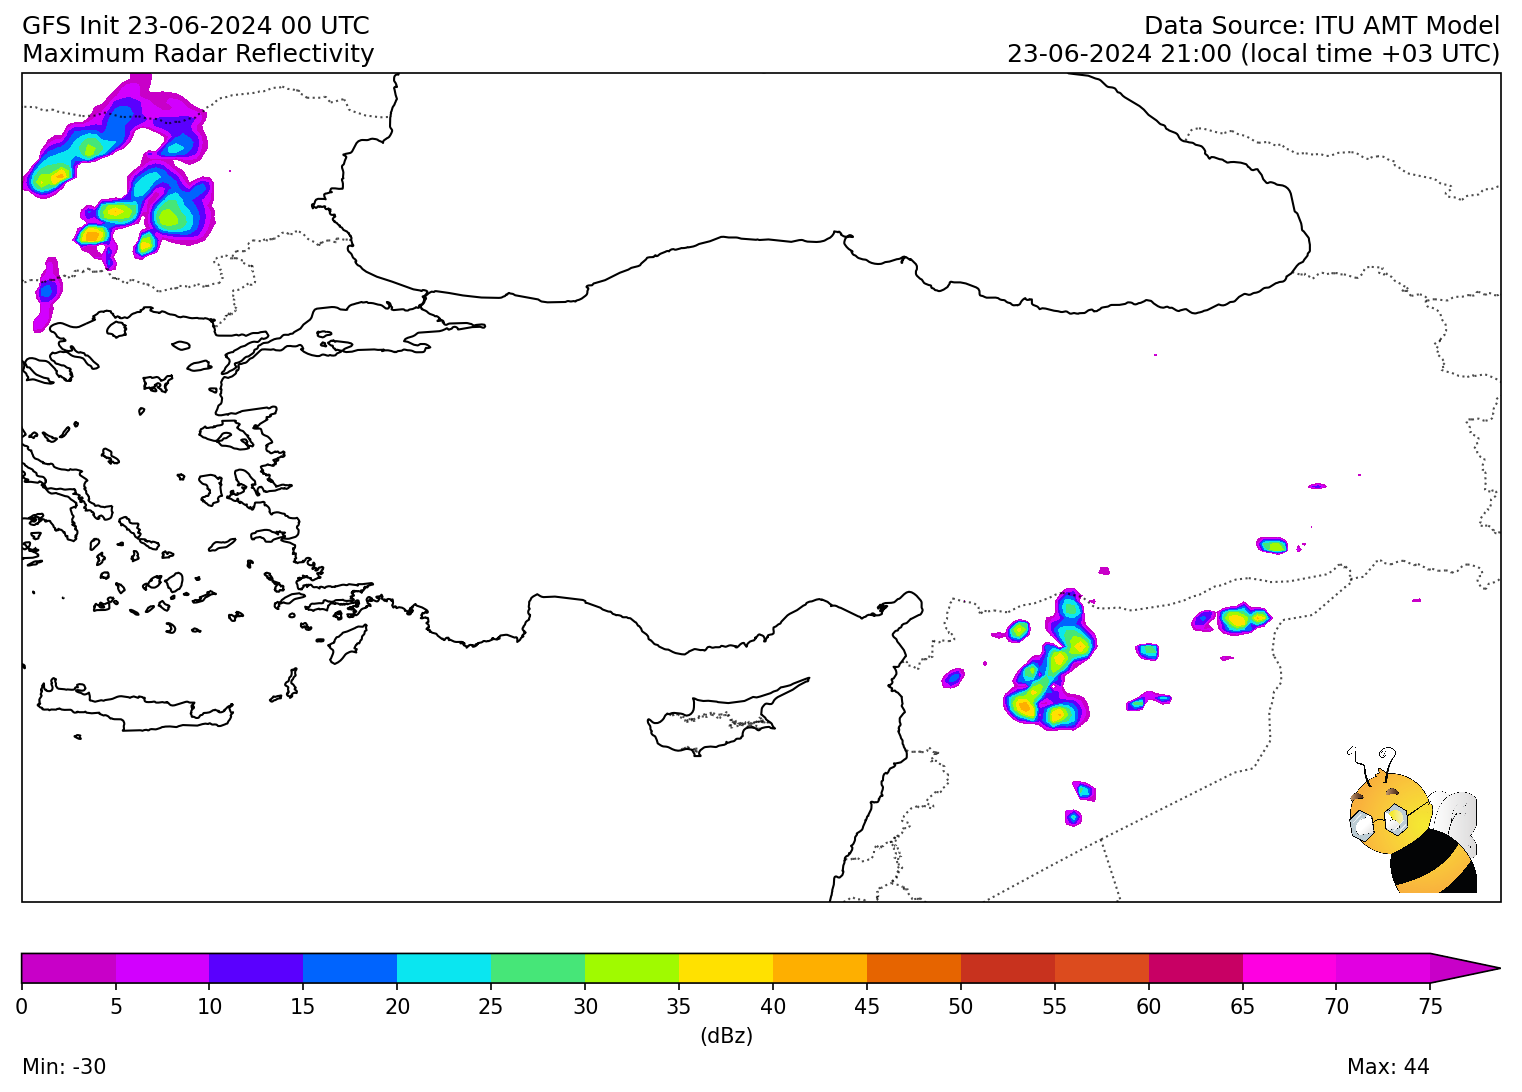 GFS Init 23-06-2024 00 UTC
Data Source: ITU AMT Model
Maximum Radar Reflectivity
23-06-2024 21:00 (local time +03 UTC)
0 5 10 15 20 25 30 35 40 45 50 55 60 65 70 75
(dBz)
Min: -30
Max: 44